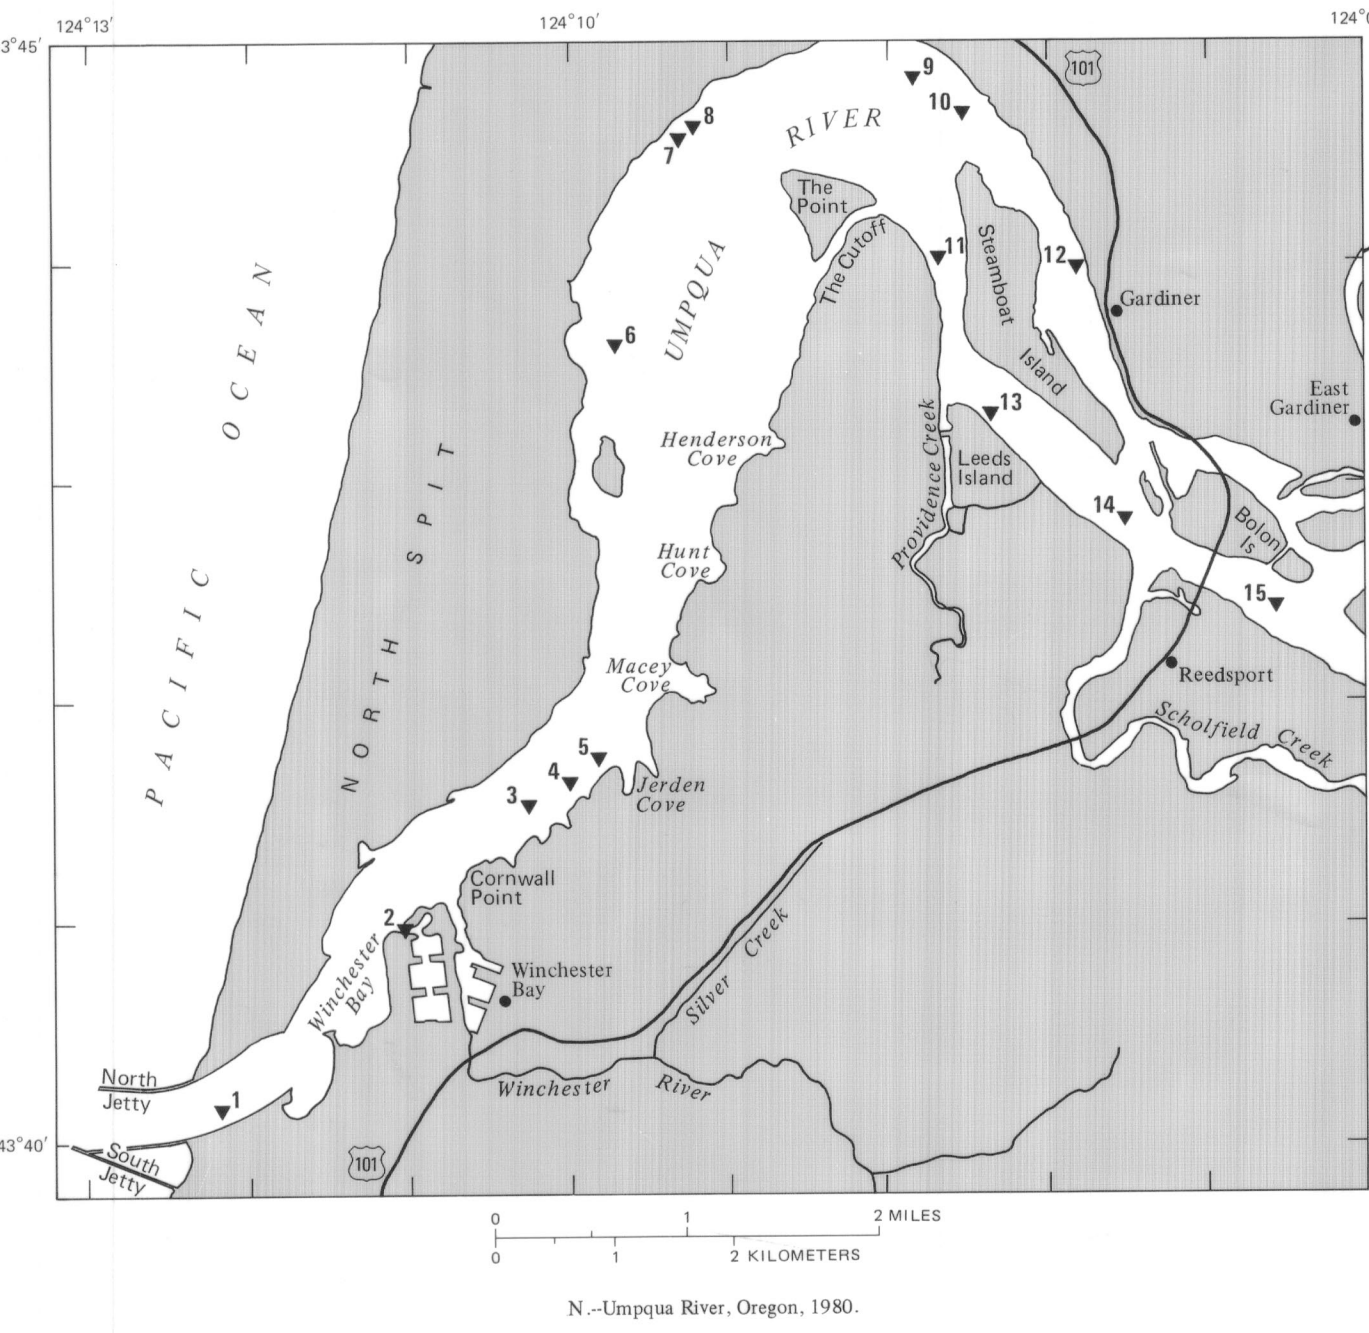 124°13′
124°10′
124°0
3°45′
101
9
10
8
7
RIVER
The
Point
The Cutoff
11
Steamboat
Island
12
Gardiner
PACIFIC OCEAN
UMPQUA
6
East
Gardiner
13
NORTH SPIT
Henderson
Cove
Providence Creek
Leeds
Island
14
Bolon
Is
Hunt
Cove
15
Macey
Cove
Reedsport
Scholfield Creek
5
4
3
Jerden
Cove
Cornwall
Point
2
Winchester
Bay
Winchester
Bay
Silver Creek
North
Jetty
1
Winchester River
43°40′
South
Jetty
101
0 1 2 MILES
0 1 2 KILOMETERS
N.--Umpqua River, Oregon, 1980.